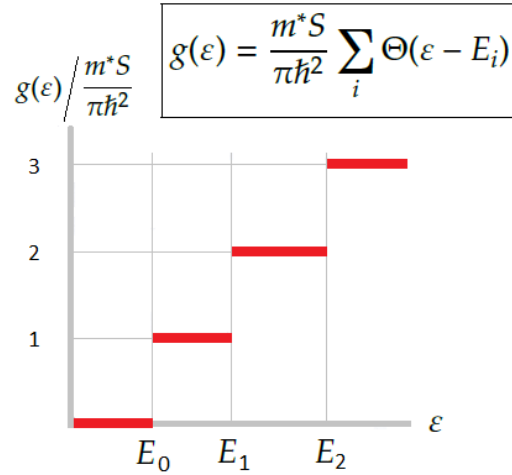 g(ε) = m*S / πħ² ∑ᵢ Θ(ε − Eᵢ)
g(ε) / m*S / πħ²
3
2
1
ε
E₀ E₁ E₂